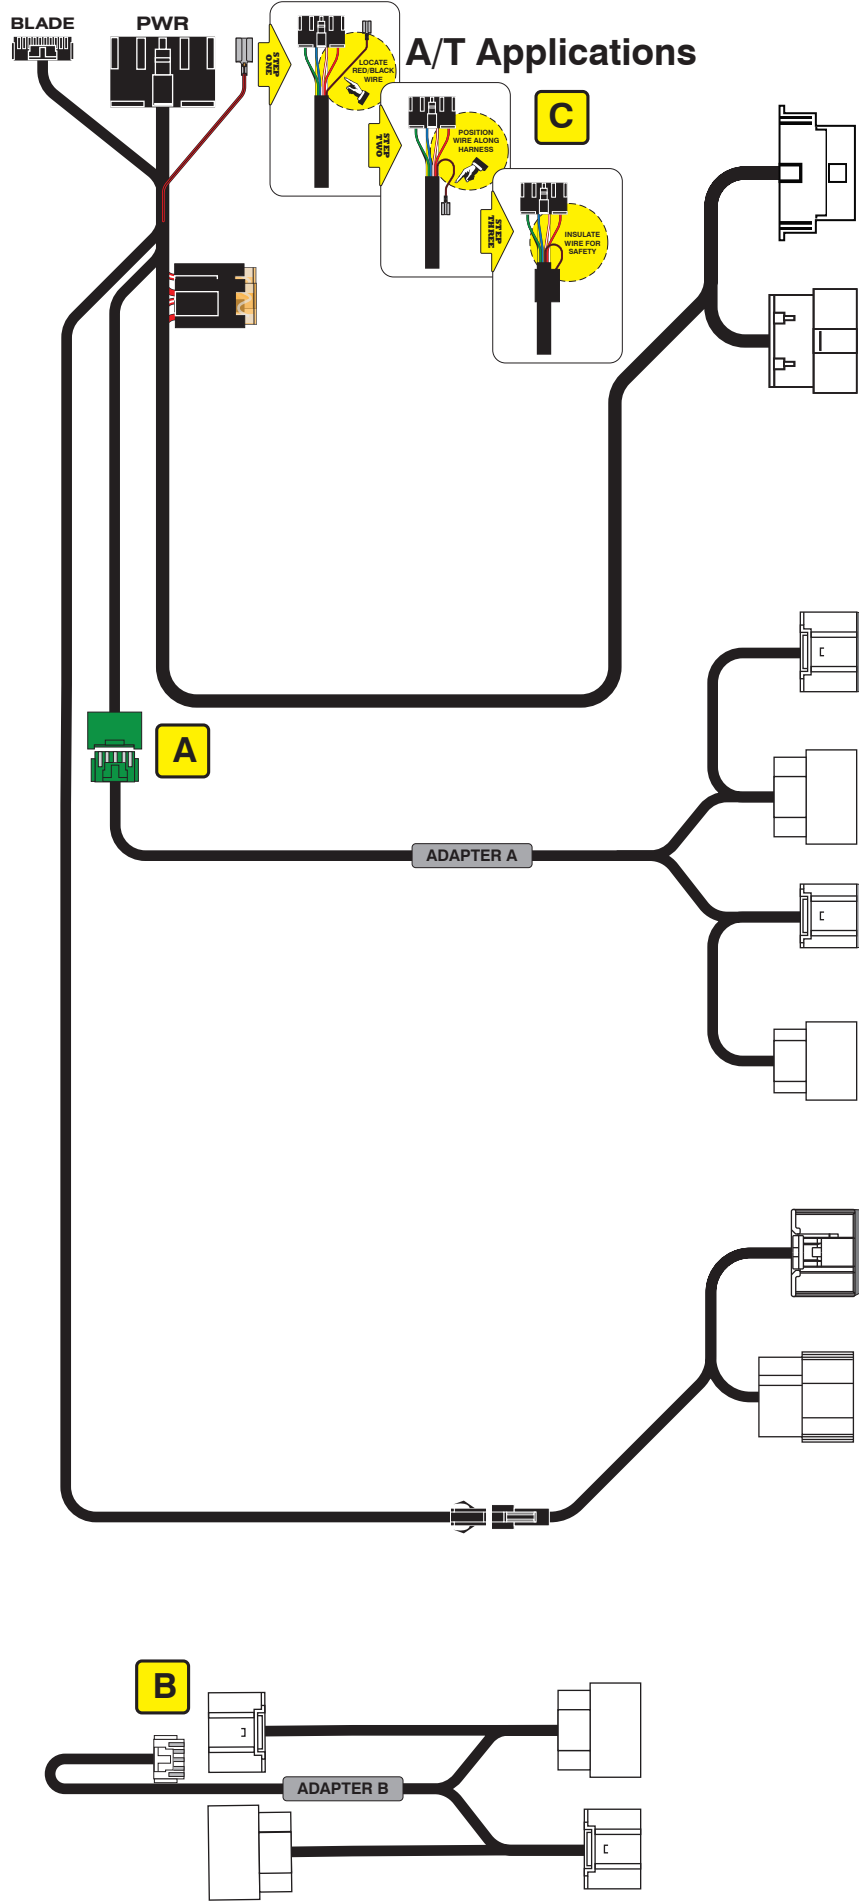 BLADE
PWR
A/T Applications
STEP
ONE
LOCATE
RED/BLACK
WIRE
STEP
TWO
POSITION
WIRE ALONG
HARNESS
C
STEP
THREE
INSULATE
WIRE FOR
SAFETY
A
ADAPTER A
B
ADAPTER B